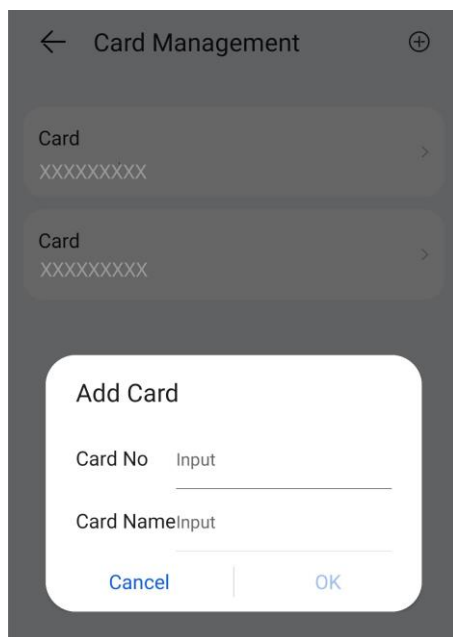 Card Management
Card
XXXXXXXXX
Card
XXXXXXXXX
Add Card
Card No Input
Card Name Input
Cancel OK